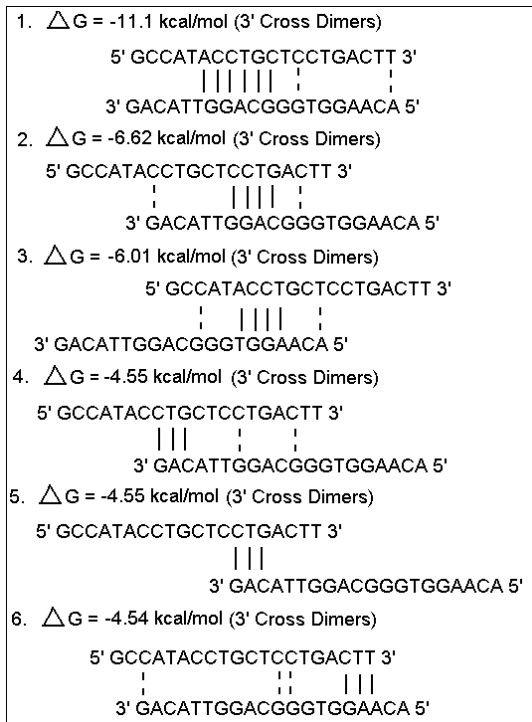 1. △G = -11.1 kcal/mol (3' Cross Dimers)
5' GCCATACCTGCTCCTGACTT 3'
3' GACATTGGACGGGTGGAACA 5'
2. △G = -6.62 kcal/mol (3' Cross Dimers)
5' GCCATACCTGCTCCTGACTT 3'
3' GACATTGGACGGGTGGAACA 5'
3. △G = -6.01 kcal/mol (3' Cross Dimers)
5' GCCATACCTGCTCCTGACTT 3'
3' GACATTGGACGGGTGGAACA 5'
4. △G = -4.55 kcal/mol (3' Cross Dimers)
5' GCCATACCTGCTCCTGACTT 3'
3' GACATTGGACGGGTGGAACA 5'
5. △G = -4.55 kcal/mol (3' Cross Dimers)
5' GCCATACCTGCTCCTGACTT 3'
3' GACATTGGACGGGTGGAACA 5'
6. △G = -4.54 kcal/mol (3' Cross Dimers)
5' GCCATACCTGCTCCTGACTT 3'
3' GACATTGGACGGGTGGAACA 5'